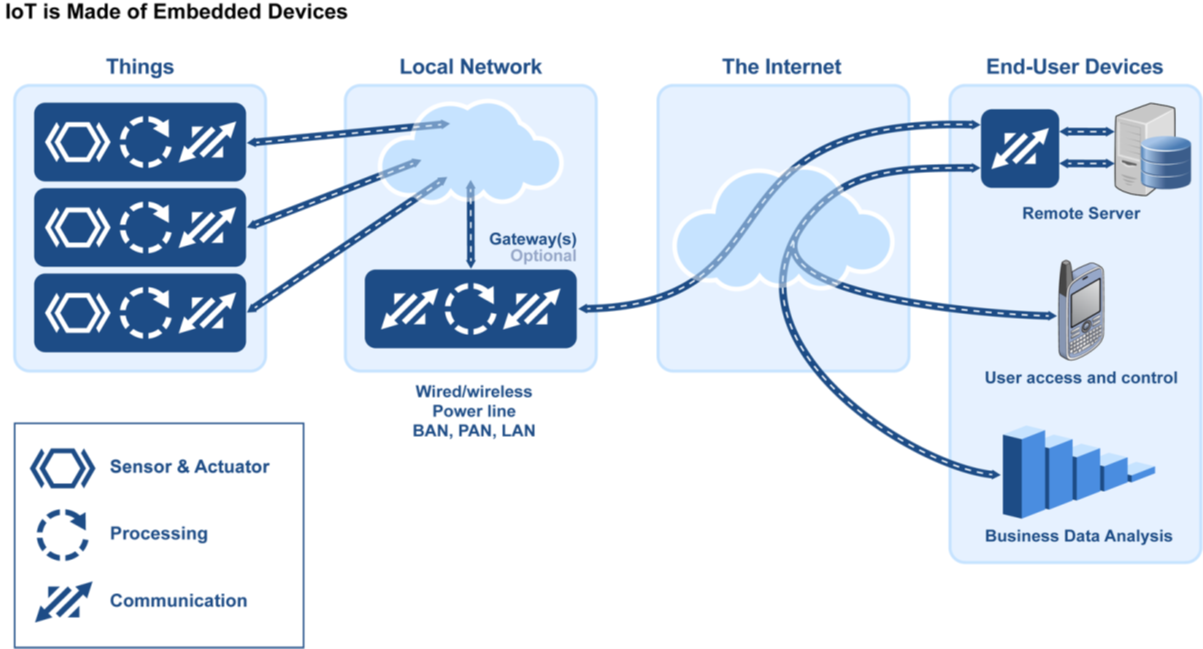 IoT is Made of Embedded Devices
Things
Local Network
The Internet
End-User Devices
Gateway(s)
Optional
Wired/wireless
Power line
BAN, PAN, LAN
Remote Server
User access and control
Business Data Analysis
Sensor & Actuator
Processing
Communication